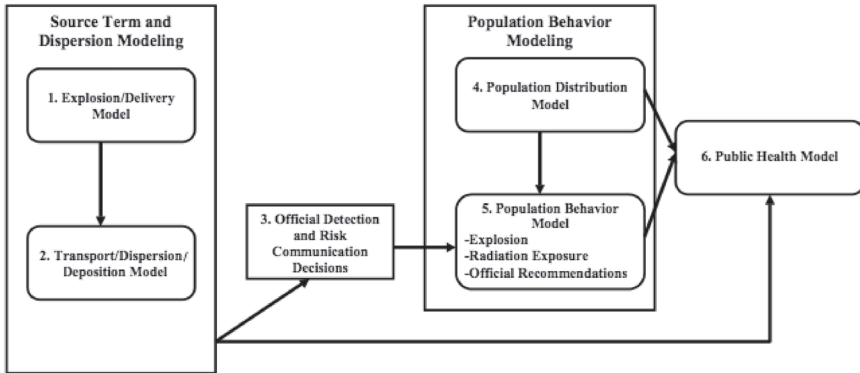 Source Term and
Dispersion Modeling
1. Explosion/Delivery
Model
2. Transport/Dispersion/
Deposition Model
3. Official Detection
and Risk
Communication
Decisions
Population Behavior
Modeling
4. Population Distribution
Model
5. Population Behavior
Model
-Explosion
-Radiation Exposure
-Official Recommendations
6. Public Health Model